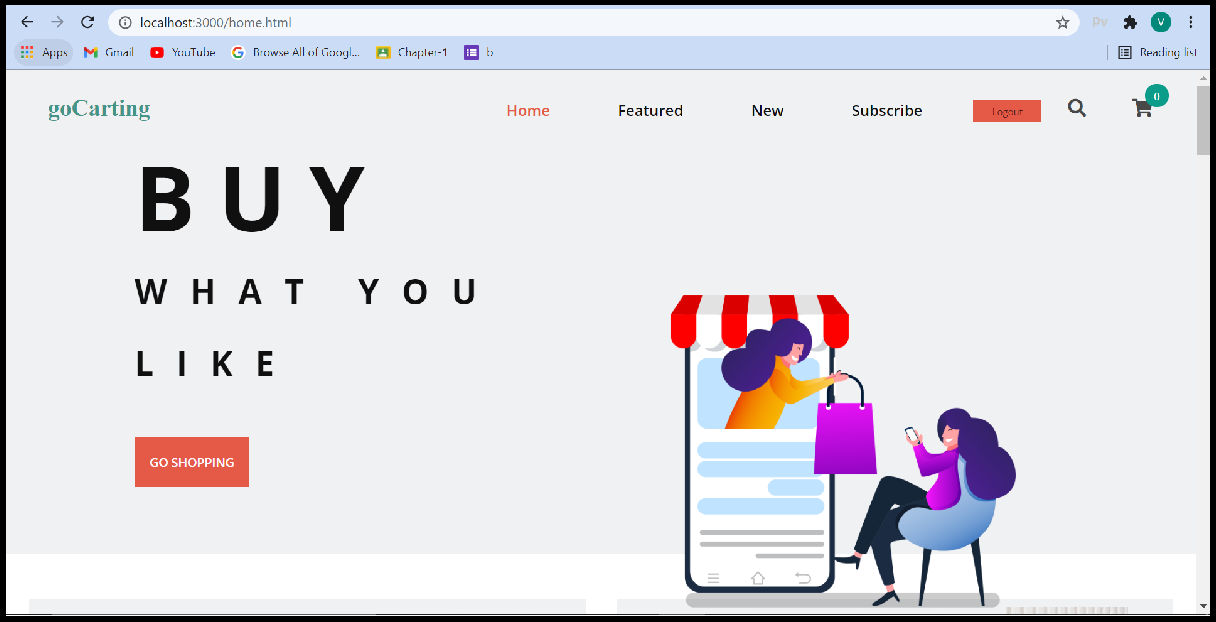 localhost:3000/home.html
Pv
V
Apps
Gmail
YouTube
Browse All of Googl...
Chapter-1
b
Reading list
goCarting
Home
Featured
New
Subscribe
Logout
0
BUY
WHAT YOU
LIKE
GO SHOPPING